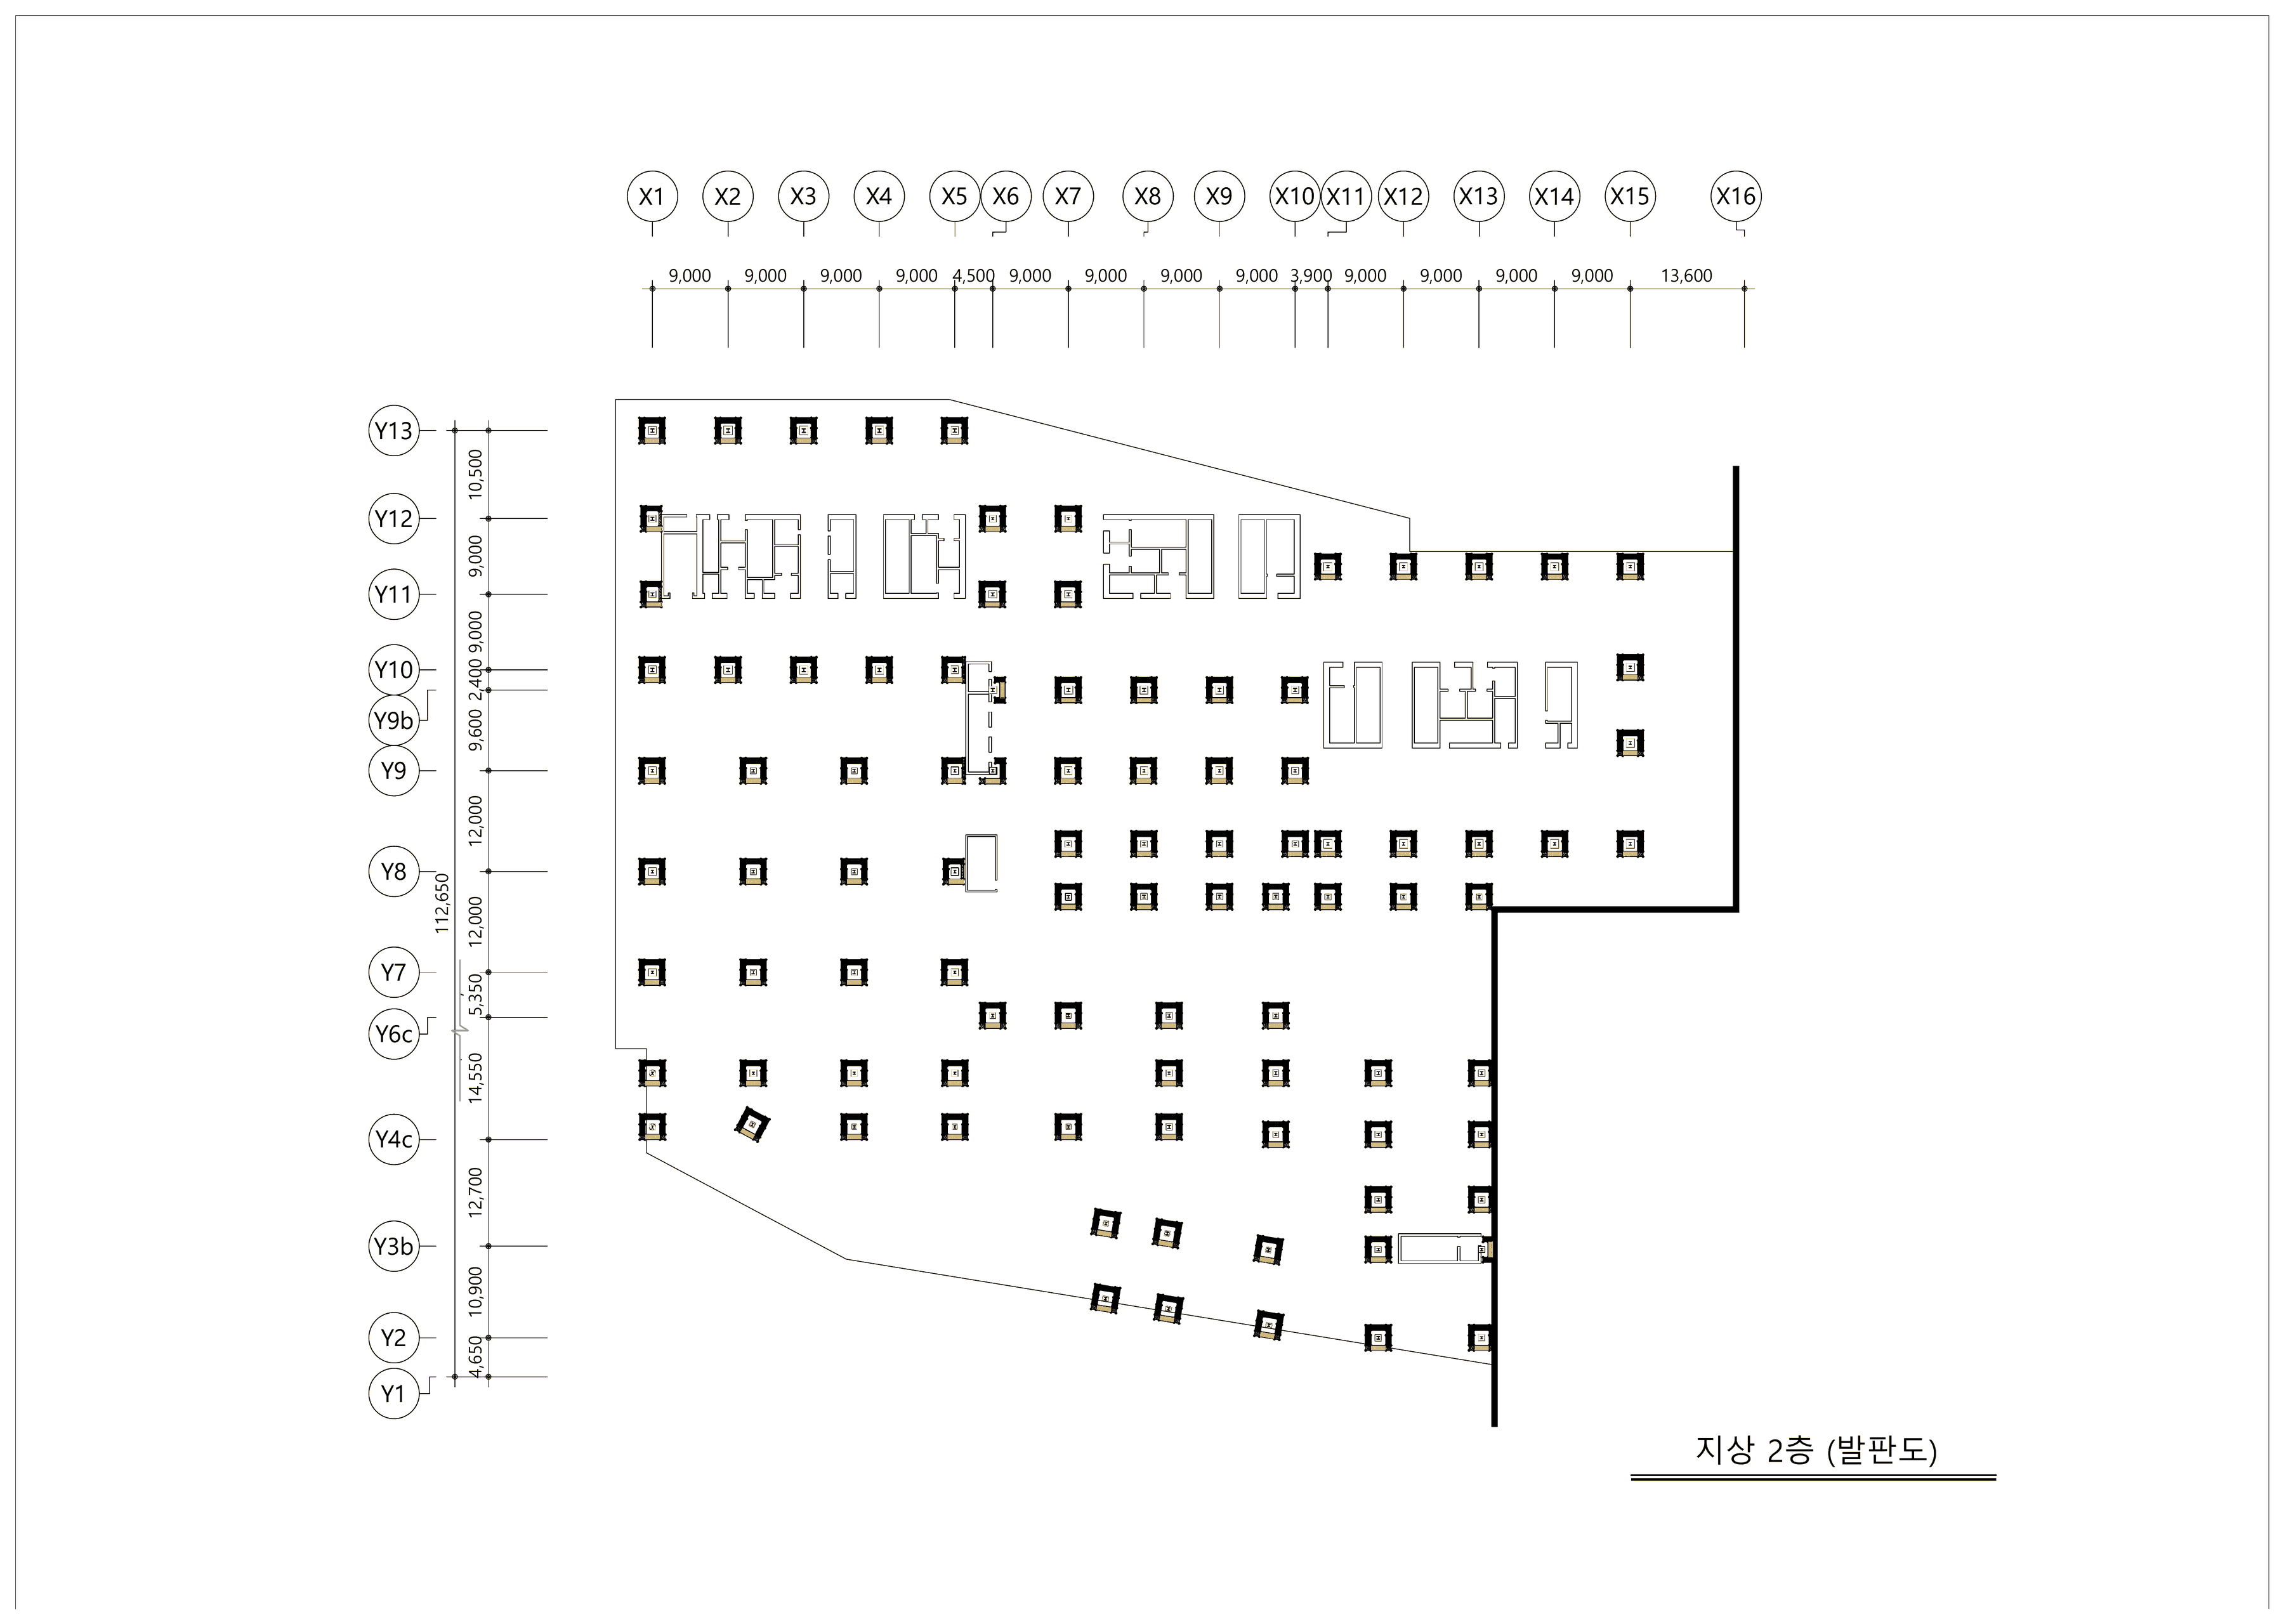 X1 X2 X3 X4 X5 X6 X7 X8 X9 X10 X11 X12 X13 X14 X15 X16
9,000 9,000 9,000 9,000 4,500 9,000 9,000 9,000 9,000 3,900 9,000 9,000 9,000 9,000 13,600
Y13
10,500
Y12
9,000
Y11
9,000
Y10
2,400
Y9b
9,600
Y9
12,000
Y8
112,650
12,000
Y7
5,350
Y6c
14,550
Y4c
12,700
Y3b
10,900
Y2
4,650
Y1
지상 2층 (발판도)